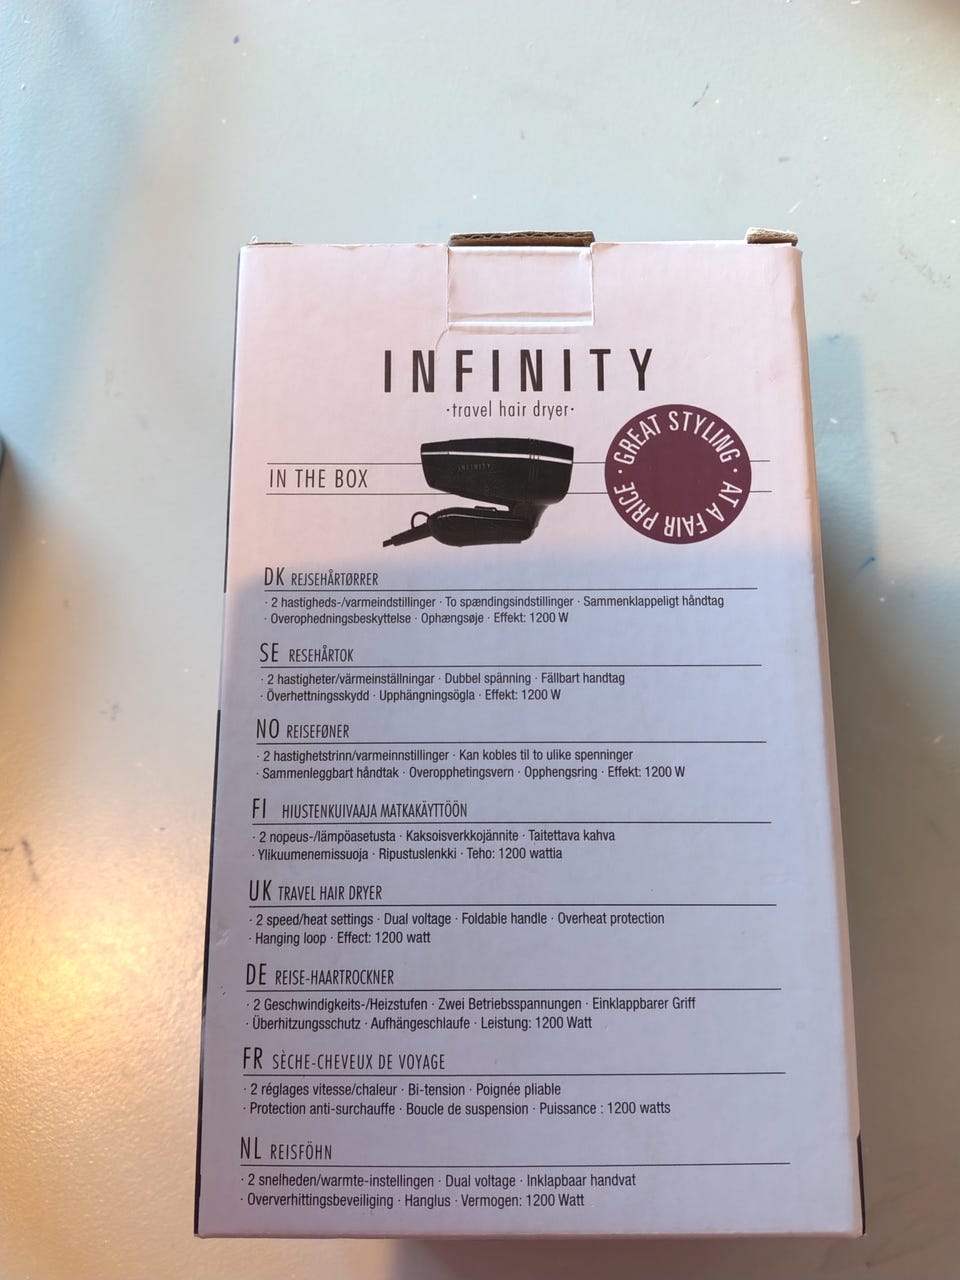 INFINITY
·travel hair dryer·
IN THE BOX
INFINITY
GREAT STYLING · AT A FAIR PRICE ·
DK REJSEHÅRTØRRER
· 2 hastigheds-/varmeindstillinger · To spændingsindstillinger · Sammenklappeligt håndtag
· Overophedningsbeskyttelse · Ophængsøje · Effekt: 1200 W
SE RESEHÅRTOK
· 2 hastigheter/värmeinställningar · Dubbel spänning · Fällbart handtag
· Överhettningsskydd · Upphängningsögla · Effekt: 1200 W
NO REISEFØNER
· 2 hastighetstrinn/varmeinnstillinger · Kan kobles til to ulike spenninger
· Sammenleggbart håndtak · Overopphetingsvern · Opphengsring · Effekt: 1200 W
FI HIUSTENKUIVAAJA MATKAKÄYTTÖÖN
· 2 nopeus-/lämpöasetusta · Kaksoisverkkojännite · Taitettava kahva
· Ylikuumenemissuoja · Ripustuslenkki · Teho: 1200 wattia
UK TRAVEL HAIR DRYER
· 2 speed/heat settings · Dual voltage · Foldable handle · Overheat protection
· Hanging loop · Effect: 1200 watt
DE REISE-HAARTROCKNER
· 2 Geschwindigkeits-/Heizstufen · Zwei Betriebsspannungen · Einklappbarer Griff
· Überhitzungsschutz · Aufhängeschlaufe · Leistung: 1200 Watt
FR SÈCHE-CHEVEUX DE VOYAGE
· 2 réglages vitesse/chaleur · Bi-tension · Poignée pliable
· Protection anti-surchauffe · Boucle de suspension · Puissance : 1200 watts
NL REISFÖHN
· 2 snelheden/warmte-instellingen · Dual voltage · Inklapbaar handvat
· Oververhittingsbeveiliging · Hanglus · Vermogen: 1200 Watt